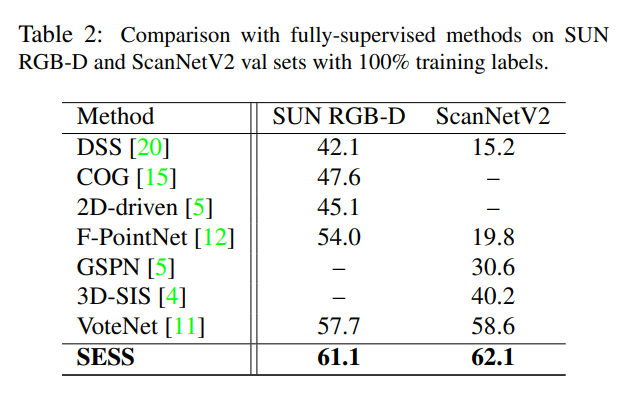 Table 2: Comparison with fully-supervised methods on SUN
RGB-D and ScanNetV2 val sets with 100% training labels.
Method SUN RGB-D ScanNetV2
DSS [20] 42.1 15.2
COG [15] 47.6 –
2D-driven [5] 45.1 –
F-PointNet [12] 54.0 19.8
GSPN [5] – 30.6
3D-SIS [4] – 40.2
VoteNet [11] 57.7 58.6
SESS 61.1 62.1